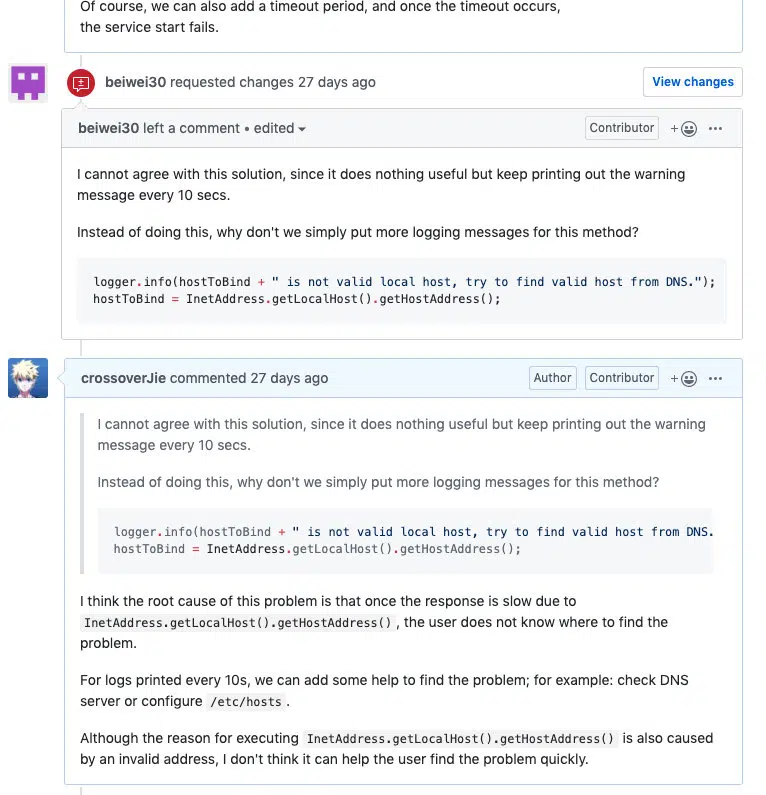 Of course, we can also add a timeout period, and once the timeout occurs,
the service start fails.
beiwei30 requested changes 27 days ago
View changes
beiwei30 left a comment • edited
Contributor
I cannot agree with this solution, since it does nothing useful but keep printing out the warning
message every 10 secs.
Instead of doing this, why don't we simply put more logging messages for this method?
logger.info(hostToBind + " is not valid local host, try to find valid host from DNS.");
hostToBind = InetAddress.getLocalHost().getHostAddress();
crossoverJie commented 27 days ago
Author
Contributor
I cannot agree with this solution, since it does nothing useful but keep printing out the warning
message every 10 secs.
Instead of doing this, why don't we simply put more logging messages for this method?
logger.info(hostToBind + " is not valid local host, try to find valid host from DNS.
hostToBind = InetAddress.getLocalHost().getHostAddress();
I think the root cause of this problem is that once the response is slow due to
InetAddress.getLocalHost().getHostAddress() , the user does not know where to find the
problem.
For logs printed every 10s, we can add some help to find the problem; for example: check DNS
server or configure /etc/hosts .
Although the reason for executing InetAddress.getLocalHost().getHostAddress() is also caused
by an invalid address, I don't think it can help the user find the problem quickly.